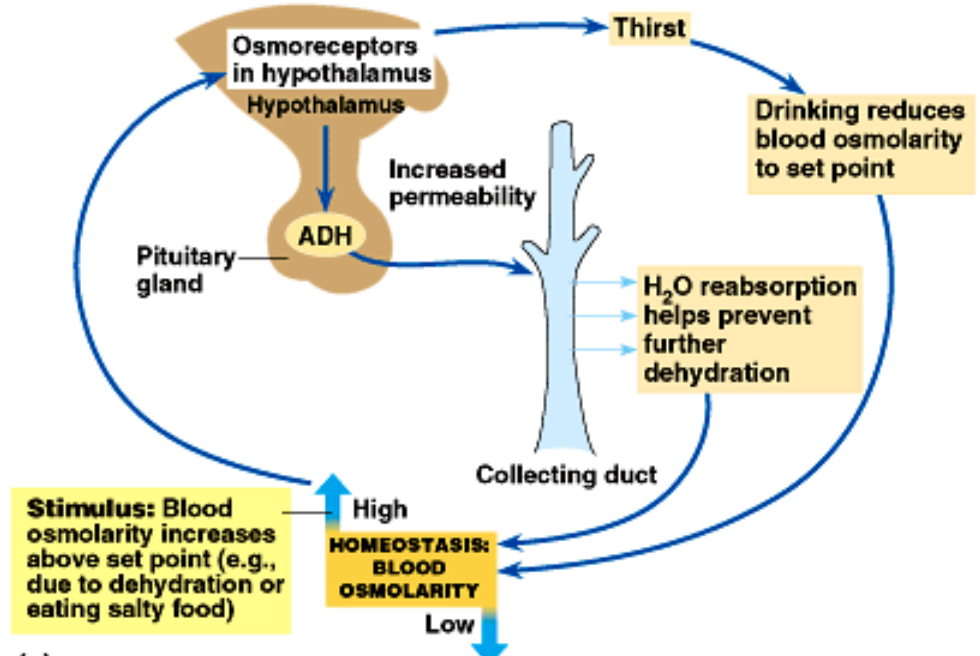 Osmoreceptors
in hypothalamus
Hypothalamus
Thirst
Drinking reduces
blood osmolarity
to set point
Increased
permeability
ADH
Pituitary
gland
H₂O reabsorption
helps prevent
further
dehydration
Collecting duct
Stimulus: Blood
osmolarity increases
above set point (e.g.,
due to dehydration or
eating salty food)
High
HOMEOSTASIS:
BLOOD
OSMOLARITY
Low